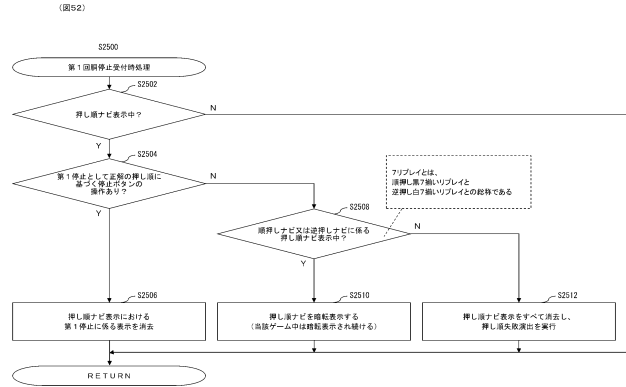 （図52）
S2500
第１回胴停止受付時処理
S2502
押し順ナビ表示中？
N
Y
S2504
第１停止として正解の押し順に
基づく停止ボタンの
操作あり？
N
Y
7リプレイとは、
順押し黒7揃いリプレイと
逆押し白7揃いリプレイとの総称である
S2508
順押しナビ又は逆押しナビに係る
押し順ナビ表示中？
N
Y
S2506
押し順ナビ表示における
第１停止に係る表示を消去
S2510
押し順ナビを暗転表示する
（当該ゲーム中は暗転表示され続ける）
S2512
押し順ナビ表示をすべて消去し、
押し順失敗演出を実行
ＲＥＴＵＲＮ